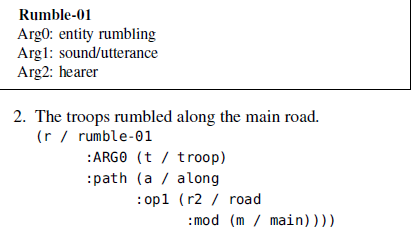 Rumble-01
Arg0: entity rumbling
Arg1: sound/utterance
Arg2: hearer
2. The troops rumbled along the main road.
(r / rumble-01
:ARG0 (t / troop)
:path (a / along
:op1 (r2 / road
:mod (m / main))))